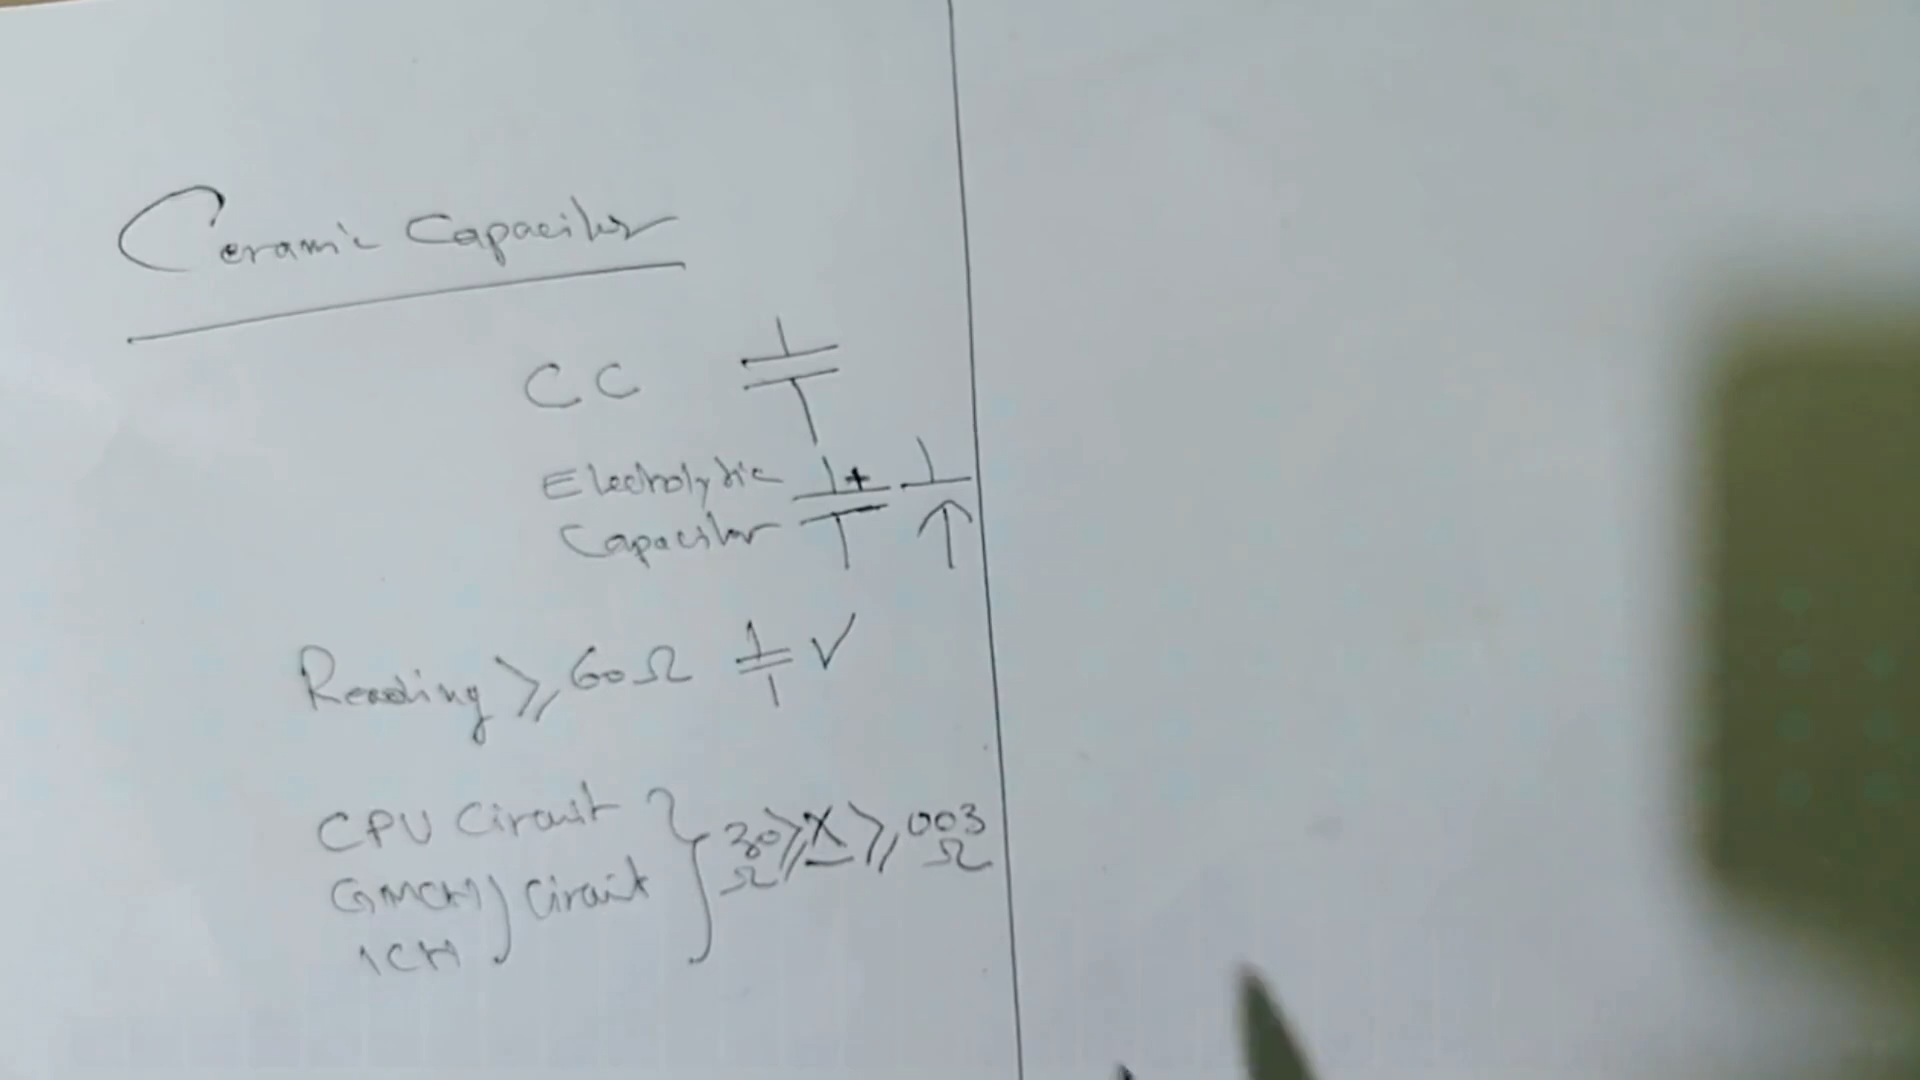 Ceramic Capacitor
CC
Electrolytic +
Capacitor
Reading ⩾ 60Ω ✓
CPU Circuit } 30Ω ⩾ X ⩾ 003Ω
GMCH) Circuit
ICH